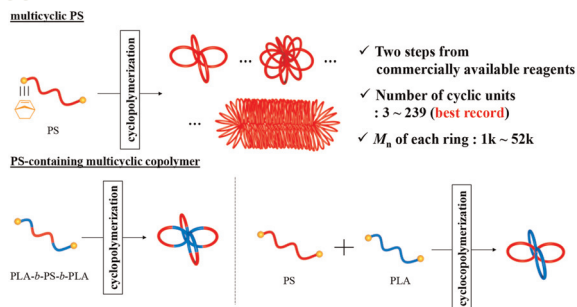 multicyclic PS
PS
cyclopolymerization
...
...
...
✓ Two steps from
commercially available reagents
✓ Number of cyclic units
: 3 ~ 239 (best record)
✓ Mn of each ring : 1k ~ 52k
PS-containing multicyclic copolymer
PLA-b-PS-b-PLA
cyclopolymerization
PS
+
PLA
cyclocopolymerization